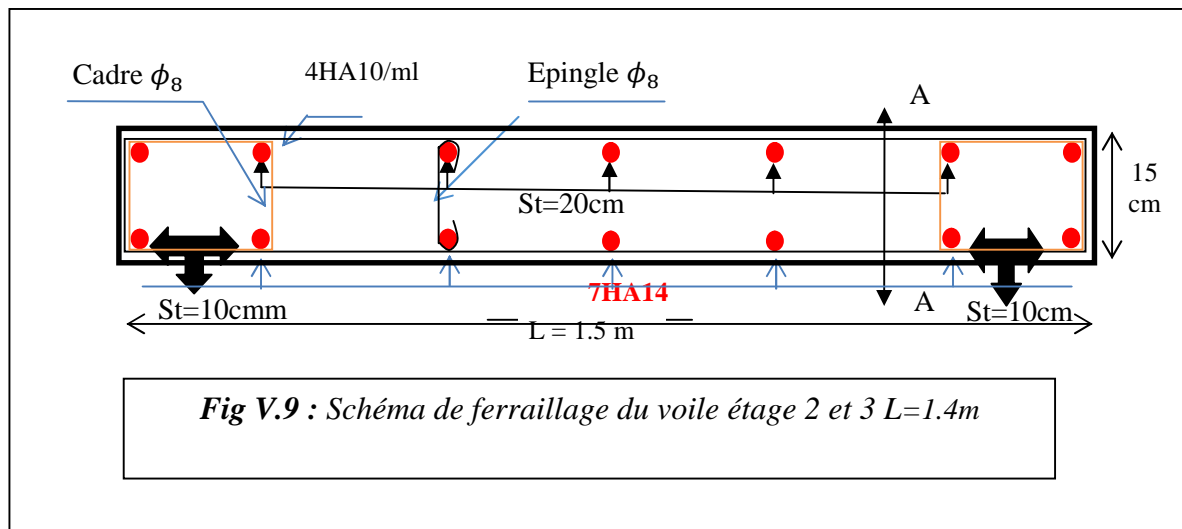 Cadre ϕ₈
4HA10/ml
Epingle ϕ₈
A
15
cm
St=20cm
7HA14
St=10cmm
A
St=10cm
L = 1.5 m
Fig V.9 : Schéma de ferraillage du voile étage 2 et 3 L=1.4m